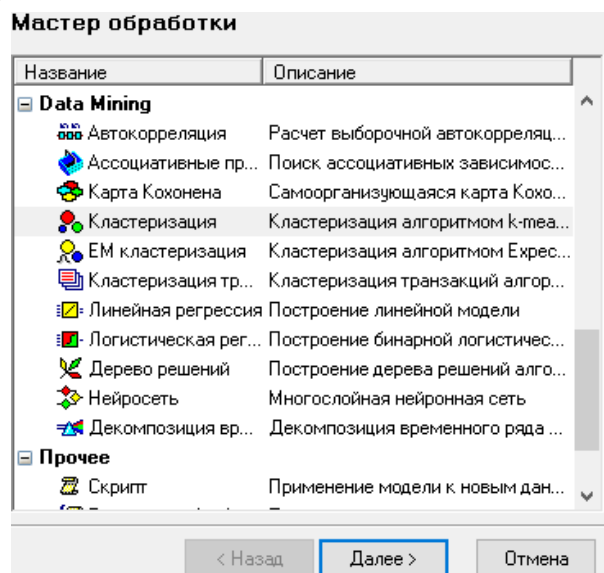 Мастер обработки
Название Описание
Data Mining
Автокорреляция Расчет выборочной автокорреляц...
Ассоциативные пр... Поиск ассоциативных зависимос...
Карта Кохонена Самоорганизующаяся карта Кохо...
Кластеризация Кластеризация алгоритмом k-mea...
EM кластеризация Кластеризация алгоритмом Expec...
Кластеризация тр... Кластеризация транзакций алгор...
Линейная регрессия Построение линейной модели
Логистическая рег... Построение бинарной логистичес...
Дерево решений Построение дерева решений алго...
Нейросеть Многослойная нейронная сеть
Декомпозиция вр... Декомпозиция временного ряда ...
Прочее
Скрипт Применение модели к новым дан...
< Назад Далее > Отмена